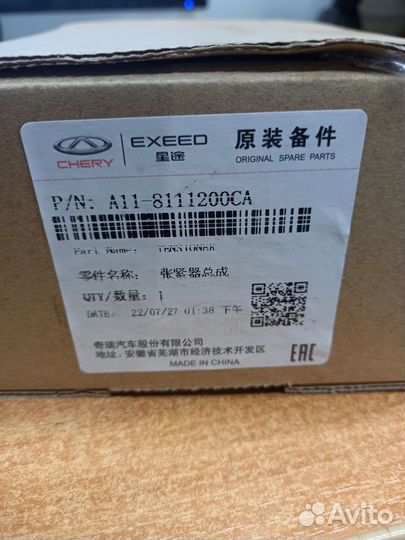 CHERY
EXEED
星途
原装备件
ORIGINAL SPARE PARTS
P/N: A11-8111200CA
Part Name: TENSIONER
零件名称: 张紧器总成
QTY/数量: 1
DATE: 22/07/27 01:38 下午
奇瑞汽车股份有限公司
地址: 安徽省芜湖市经济技术开发区
MADE IN CHINA
EAC
Avito